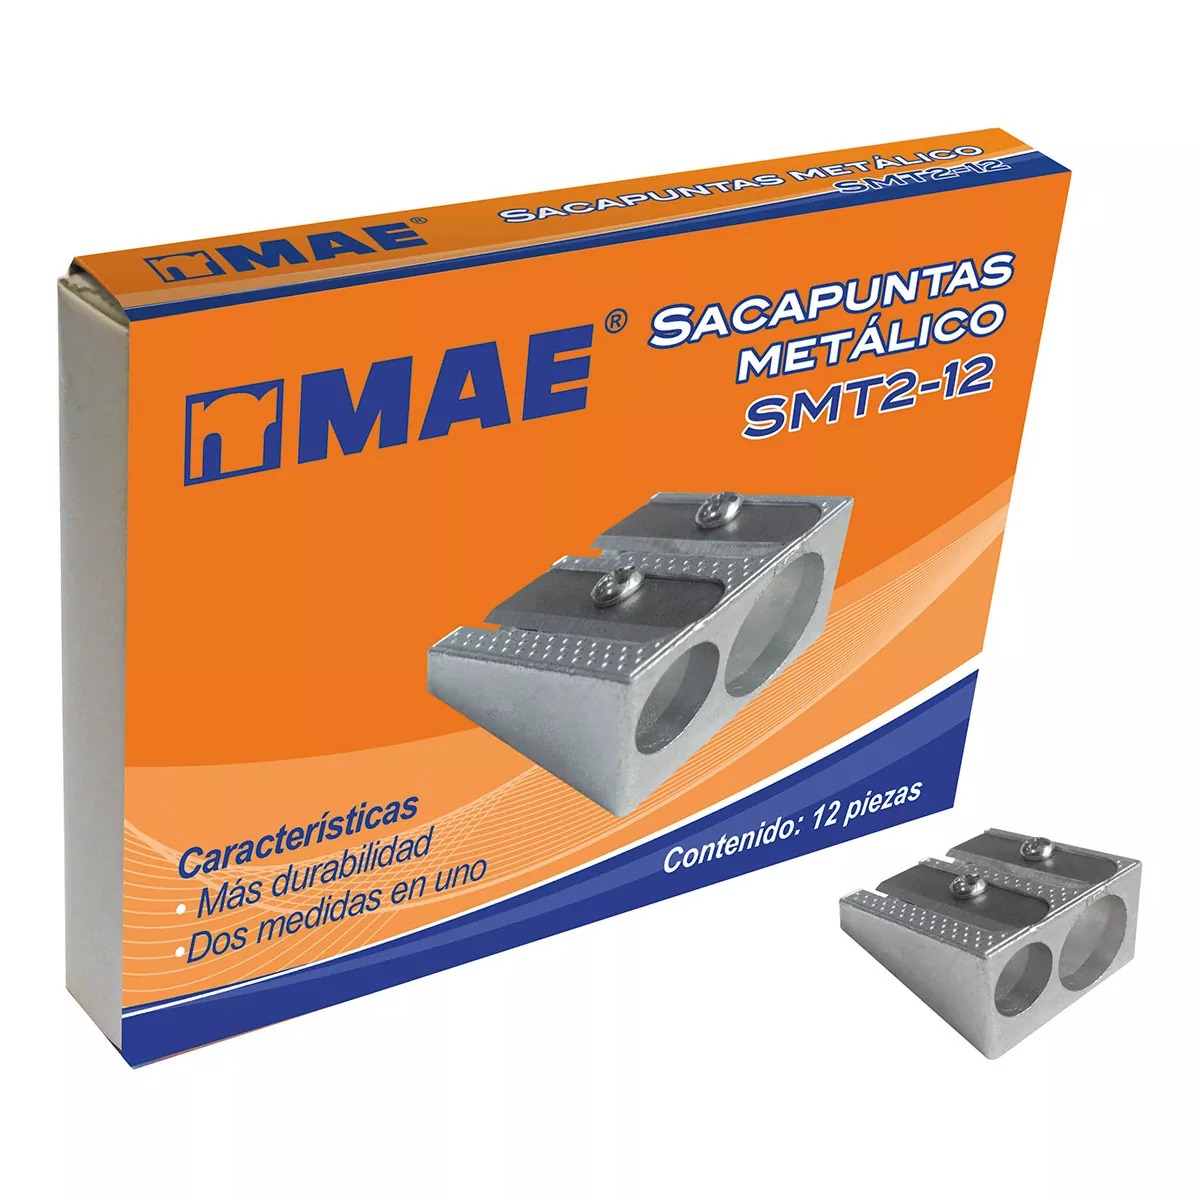 MAE®
SACAPUNTAS METÁLICO
SMT2-12
MAE®
SACAPUNTAS
METÁLICO
SMT2-12
Características
• Más durabilidad
• Dos medidas en uno
Contenido: 12 piezas